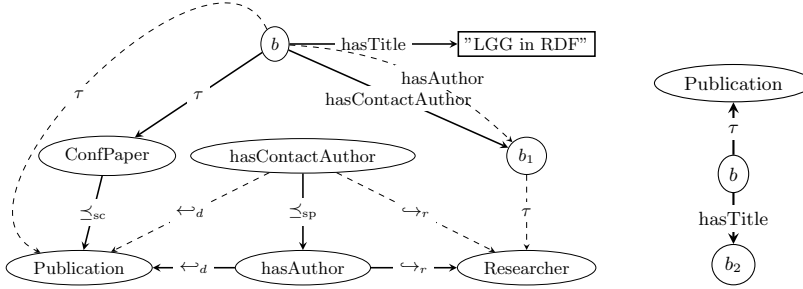 b
hasTitle
"LGG in RDF"
hasAuthor
hasContactAuthor
τ
τ
ConfPaper
hasContactAuthor
b₁
⪯sc
↩d
⪯sp
↪r
τ
Publication
↩d
hasAuthor
↪r
Researcher
Publication
τ
b
hasTitle
b₂